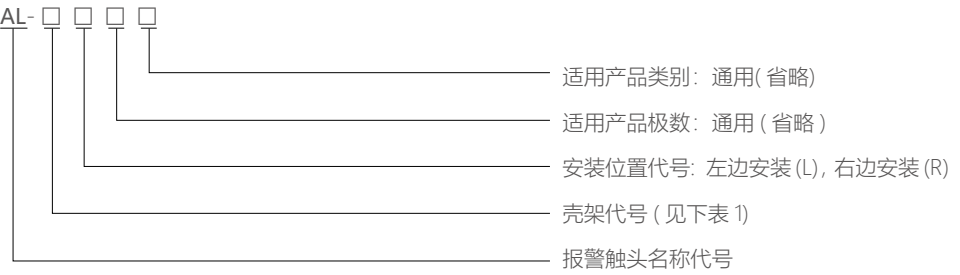 AL-□ □ □ □
适用产品类别：通用(省略)
适用产品极数：通用(省略)
安装位置代号: 左边安装(L), 右边安装(R)
壳架代号(见下表1)
报警触头名称代号